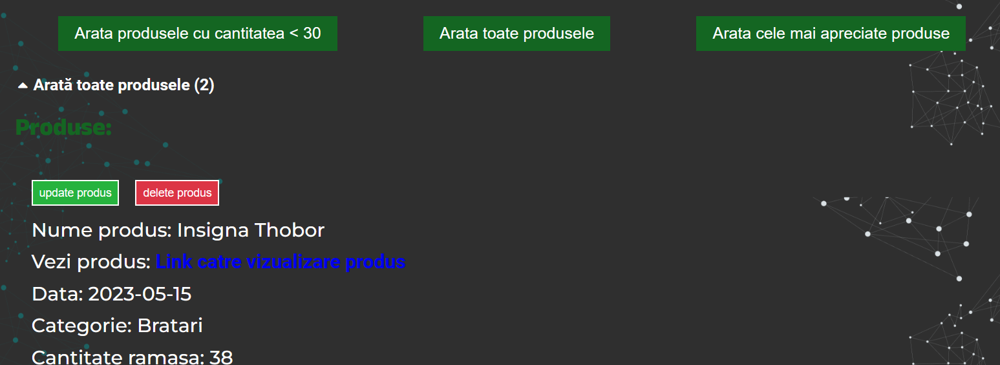 Arata produsele cu cantitatea < 30
Arata toate produsele
Arata cele mai apreciate produse
Arată toate produsele (2)
Produse:
update produs
delete produs
Nume produs: Insigna Thobor
Vezi produs: Link catre vizualizare produs
Data: 2023-05-15
Categorie: Bratari
Cantitate ramasa: 38